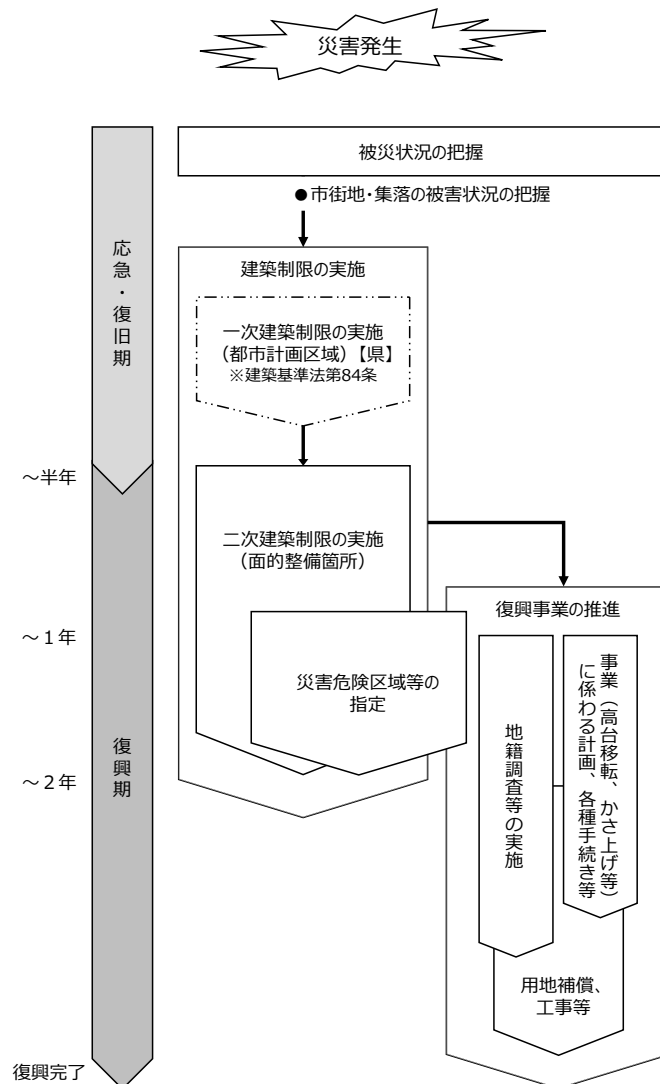 災害発生
被災状況の把握
●市街地・集落の被害状況の把握
応急・復旧期
建築制限の実施
一次建築制限の実施
（都市計画区域）【県】
※建築基準法第84条
～半年
二次建築制限の実施
（面的整備箇所）
復興事業の推進
～１年
災害危険区域等の
指定
事業（高台移転、かさ上げ等）
に係わる計画、各種手続き等
地籍調査等の実施
～２年
復興期
用地補償、
工事等
復興完了